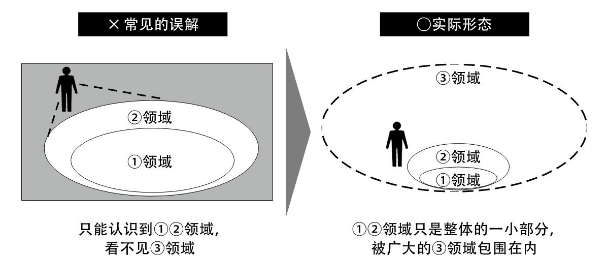 ×常见的误解
②领域
①领域
只能认识到①②领域，
看不见③领域
○实际形态
③领域
②领域
①领域
①②领域只是整体的一小部分，
被广大的③领域包围在内